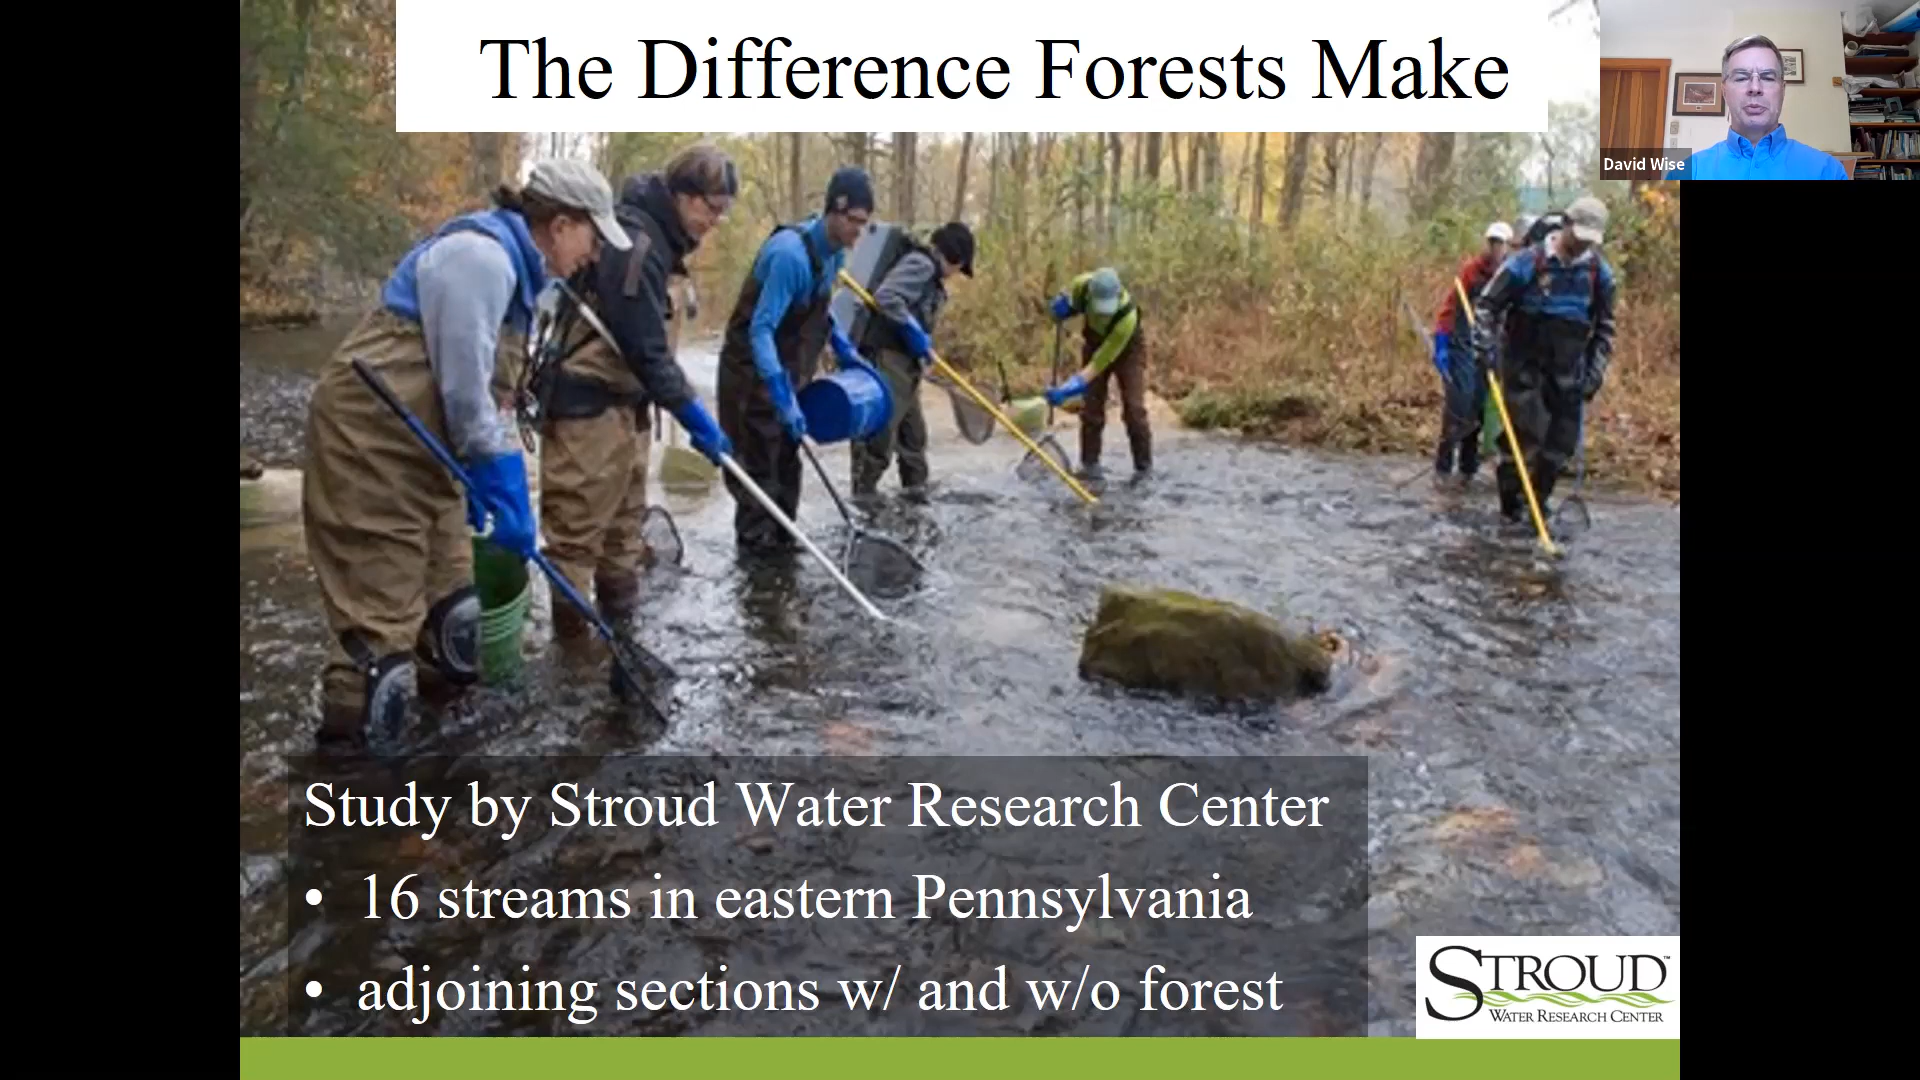 The Difference Forests Make
David Wise
Study by Stroud Water Research Center
• 16 streams in eastern Pennsylvania
• adjoining sections w/ and w/o forest
STROUD™
WATER RESEARCH CENTER